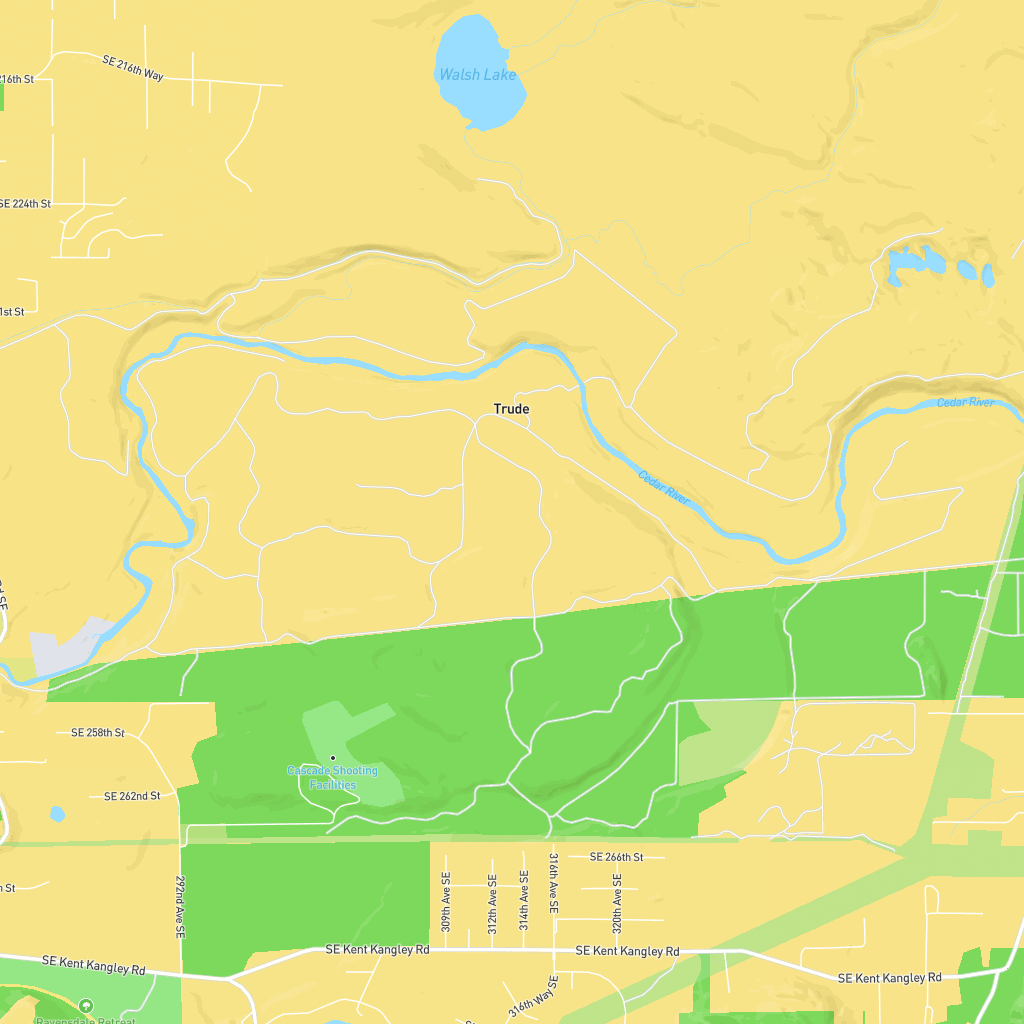 Walsh Lake
SE 216th Way
216th St
SE 224th St
1st St
Trude
Cedar River
Cedar River
SE
SE 258th St
Cascade Shooting
Facilities
SE 262nd St
SE 266th St
292nd Ave SE
309th Ave SE
312th Ave SE
314th Ave SE
316th Ave SE
320th Ave SE
St
SE Kent Kangley Rd
SE Kent Kangley Rd
SE Kent Kangley Rd
SE Kent Kangley Rd
316th Way SE
Ravensdale Retreat